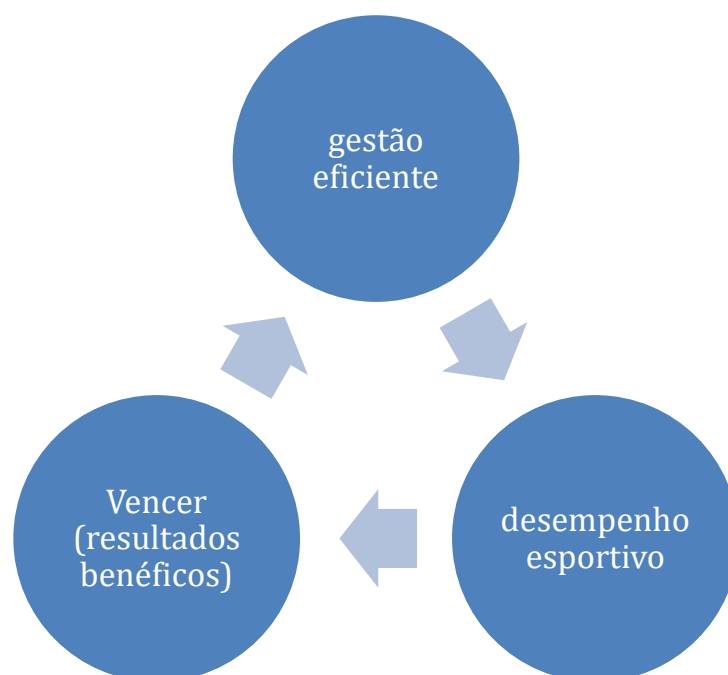 gestão
eficiente
desempenho
esportivo
Vencer
(resultados
benéficos)